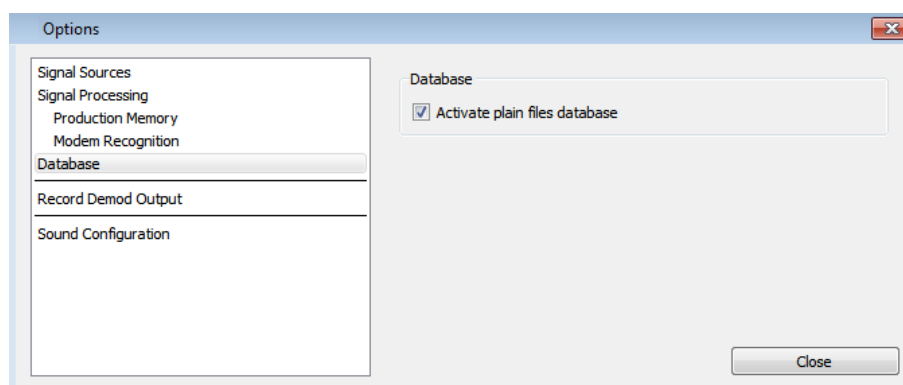 Options
Signal Sources
Signal Processing
Production Memory
Modem Recognition
Database
Record Demod Output
Sound Configuration
Database
Activate plain files database
Close